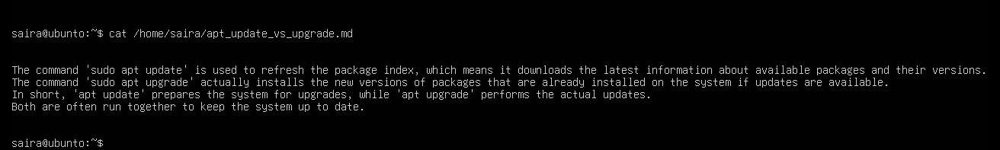 saira@ubunto:~$ cat /home/saira/apt_update_vs_upgrade.md
The command 'sudo apt update' is used to refresh the package index, which means it downloads the latest information about available packages and their versions.
The command 'sudo apt upgrade' actually installs the new versions of packages that are already installed on the system if updates are available.
In short, 'apt update' prepares the system for upgrades, while 'apt upgrade' performs the actual updates.
Both are often run together to keep the system up to date.
saira@ubunto:~$